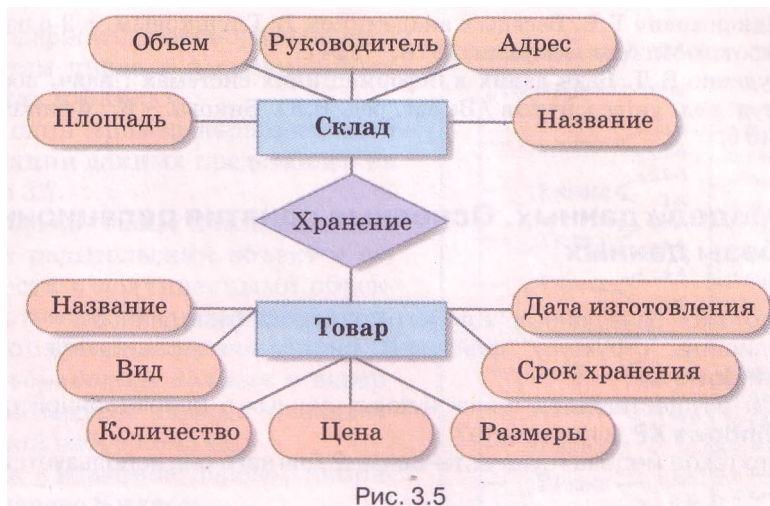 Объем Руководитель Адрес
Площадь Склад Название
Хранение
Название Товар Дата изготовления
Вид Срок хранения
Количество Цена Размеры
Рис. 3.5